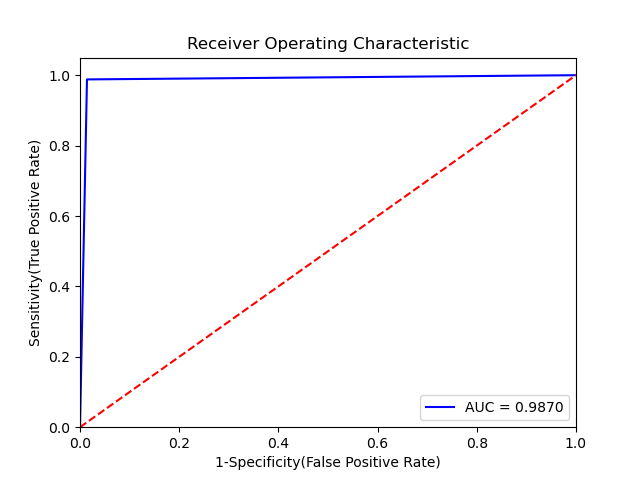 Receiver Operating Characteristic
1.0
0.8
0.6
0.4
0.2
0.0
Sensitivity(True Positive Rate)
AUC = 0.9870
0.0 0.2 0.4 0.6 0.8 1.0
1-Specificity(False Positive Rate)